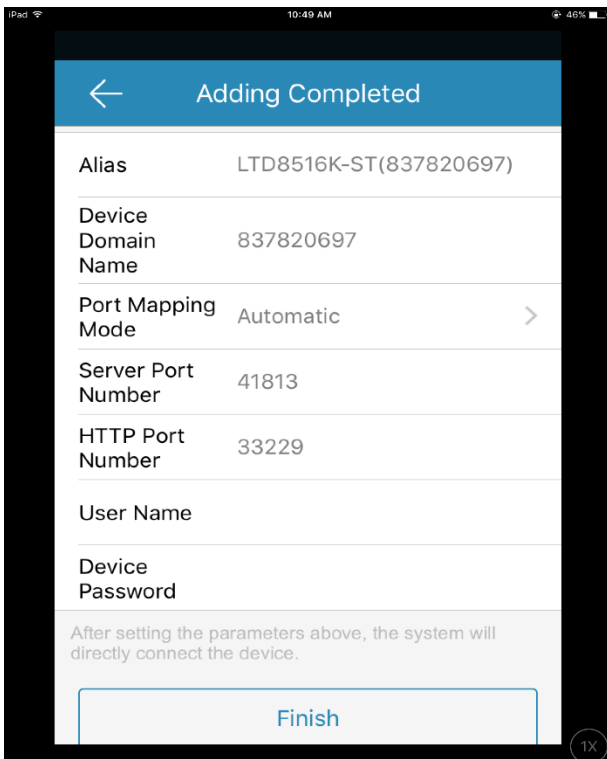 iPad 10:49 AM 46%
Adding Completed
Alias LTD8516K-ST(837820697)
Device
Domain 837820697
Name
Port Mapping
Mode Automatic
Server Port
Number 41813
HTTP Port
Number 33229
User Name
Device
Password
After setting the parameters above, the system will
directly connect the device.
Finish
1X